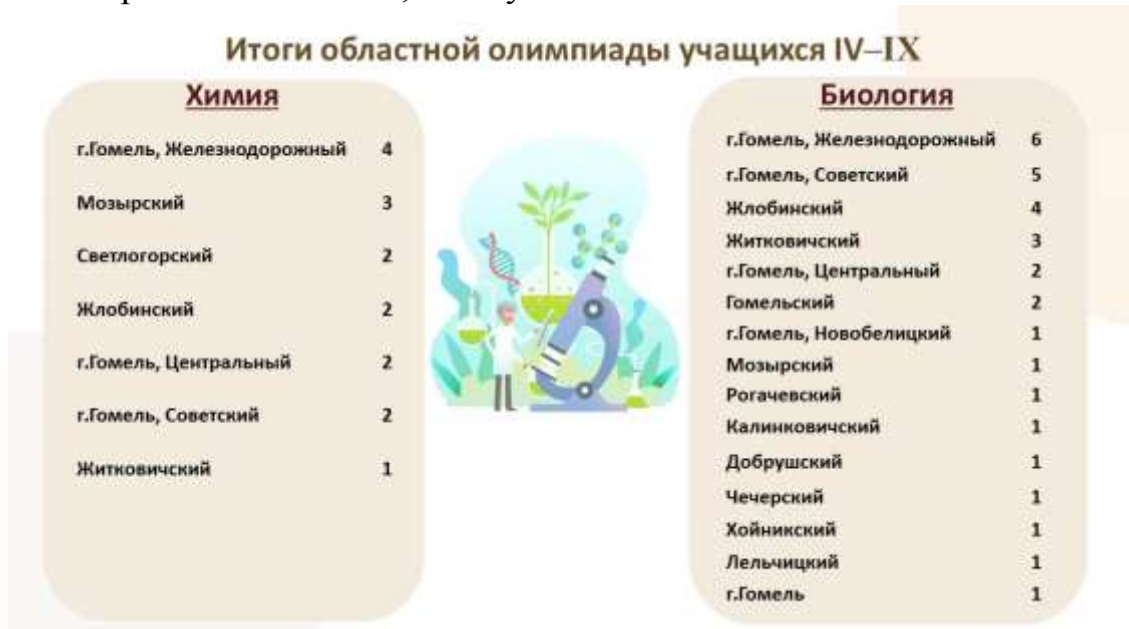 Итоги областной олимпиады учащихся IV–IX
Химия
г.Гомель, Железнодорожный 4
Мозырский 3
Светлогорский 2
Жлобинский 2
г.Гомель, Центральный 2
г.Гомель, Советский 2
Житковичский 1
Биология
г.Гомель, Железнодорожный 6
г.Гомель, Советский 5
Жлобинский 4
Житковичский 3
г.Гомель, Центральный 2
Гомельский 2
г.Гомель, Новобелицкий 1
Мозырский 1
Рогачевский 1
Калинковичский 1
Добрушский 1
Чечерский 1
Хойникский 1
Лельчицкий 1
г.Гомель 1